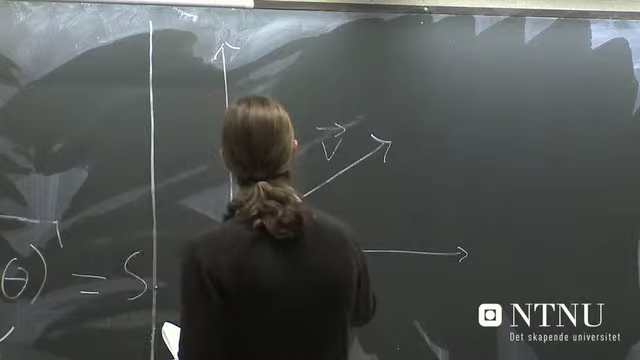 V
θ) = S
NTNU
Det skapende universitet